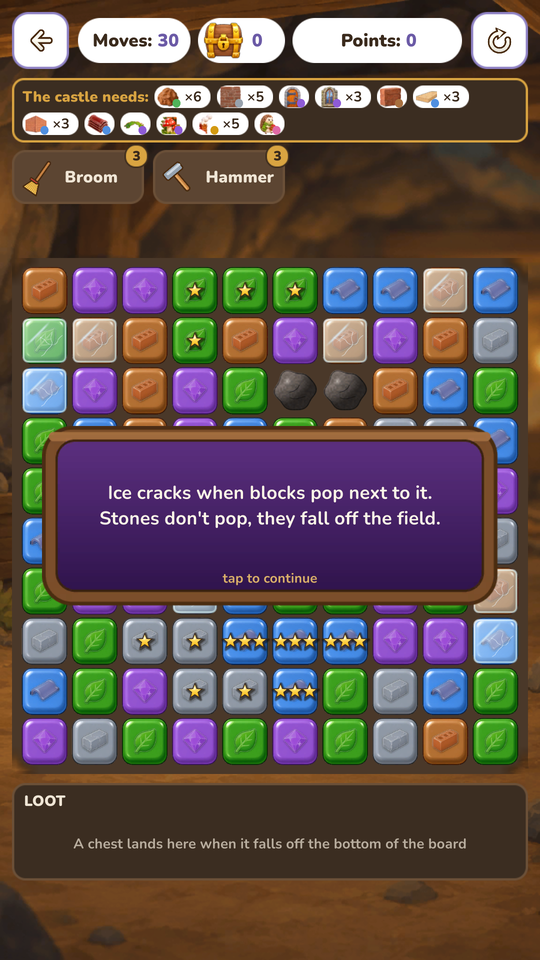 Moves: 30
0
Points: 0
The castle needs:
×6
×5
×3
×3
×3
×5
Broom
3
Hammer
3
Ice cracks when blocks pop next to it.
Stones don't pop, they fall off the field.
tap to continue
LOOT
A chest lands here when it falls off the bottom of the board